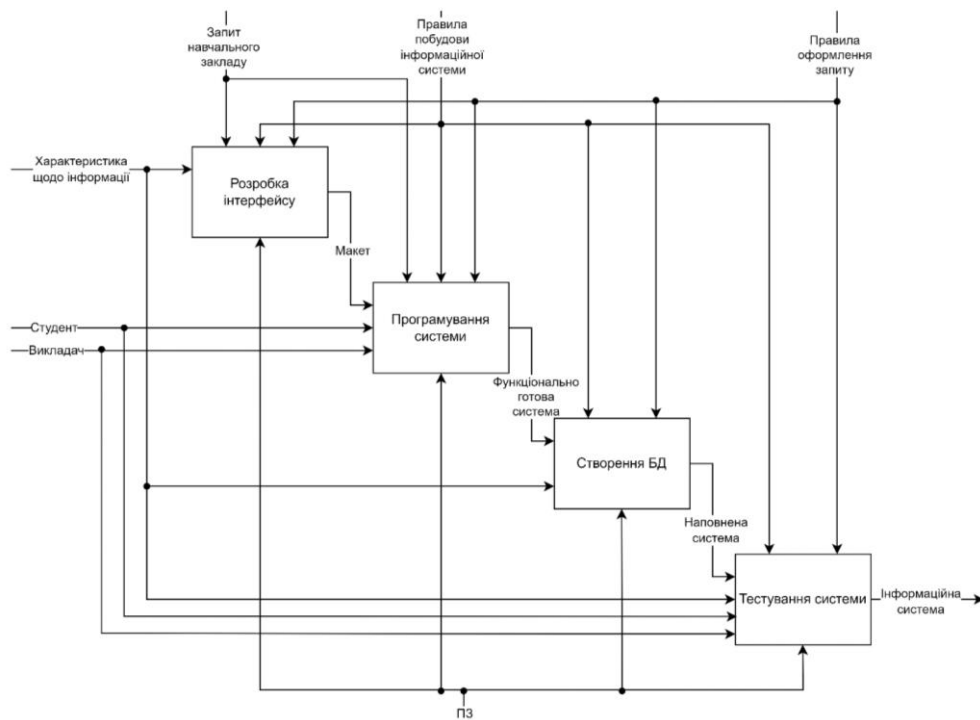 Запит
навчального
закладу
Правила
побудови
інформаційної
системи
Правила
оформлення
запиту
Характеристика
щодо інформації
Розробка
інтерфейсу
Макет
Студент
Викладач
Програмування
системи
Функціонально
готова
система
Створення БД
Наповнена
система
Тестування системи
Інформаційна
система
ПЗ